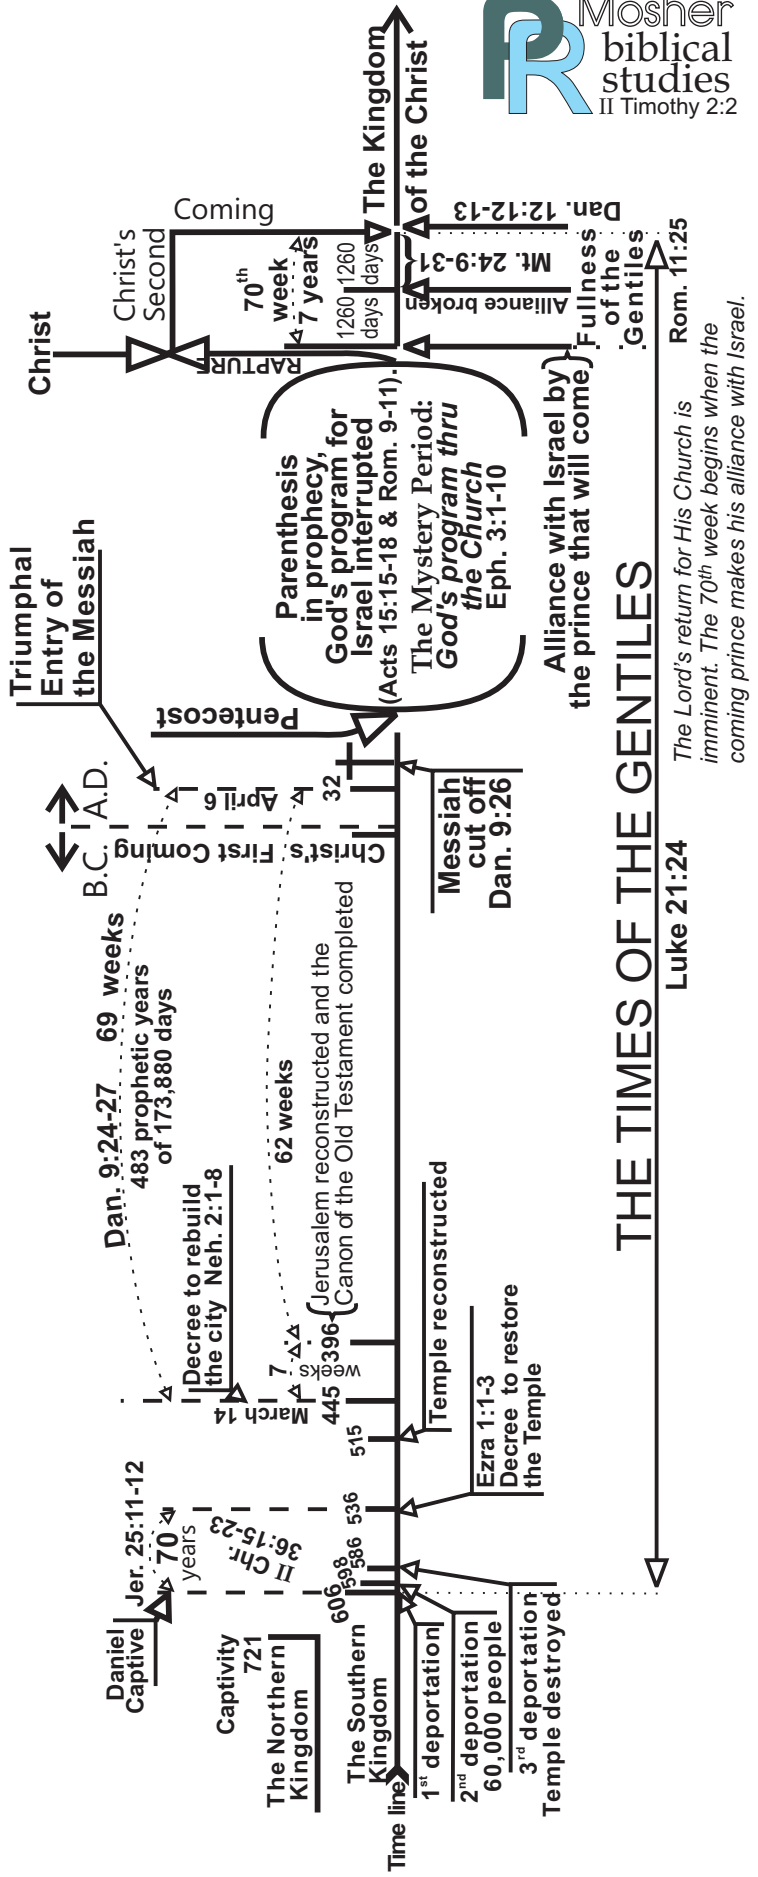 Mosher
biblical
studies
II Timothy 2:2
PR
Daniel
Captive
Jer. 25:11-12
70
years
II Chr.
36:15-23
Captivity
721
The Northern
Kingdom
The Southern
Kingdom
Time line
606
598
586
536
515
445
396
1st deportation
2nd deportation
60,000 people
3rd deportation
Temple destroyed
Ezra 1:1-3
Decree to restore
the Temple
Temple reconstructed
March 14
Decree to rebuild
the city Neh. 2:1-8
7
weeks
Dan. 9:24-27 69 weeks
483 prophetic years
of 173,880 days
62 weeks
Jerusalem reconstructed and the
Canon of the Old Testament completed
B.C. A.D.
Christ's First Coming
April 6
32
Triumphal
Entry of
the Messiah
Messiah
cut off
Dan. 9:26
Pentecost
Parenthesis
in prophecy,
God's program for
Israel interrupted
(Acts 15:15-18 & Rom. 9-11).
The Mystery Period:
God's program thru
the Church
Eph. 3:1-10
Christ
RAPTURE
Christ's
Second
Coming
70th
week
7 years
1260 1260
days days
Alliance with Israel by
the prince that will come
Alliance broken
Mt. 24:9-31
Dan. 12:12-13
Fullness
of the
Gentiles
Rom. 11:25
The Kingdom
of the Christ
THE TIMES OF THE GENTILES
Luke 21:24
The Lord's return for His Church is
imminent. The 70th week begins when the
coming prince makes his alliance with Israel.